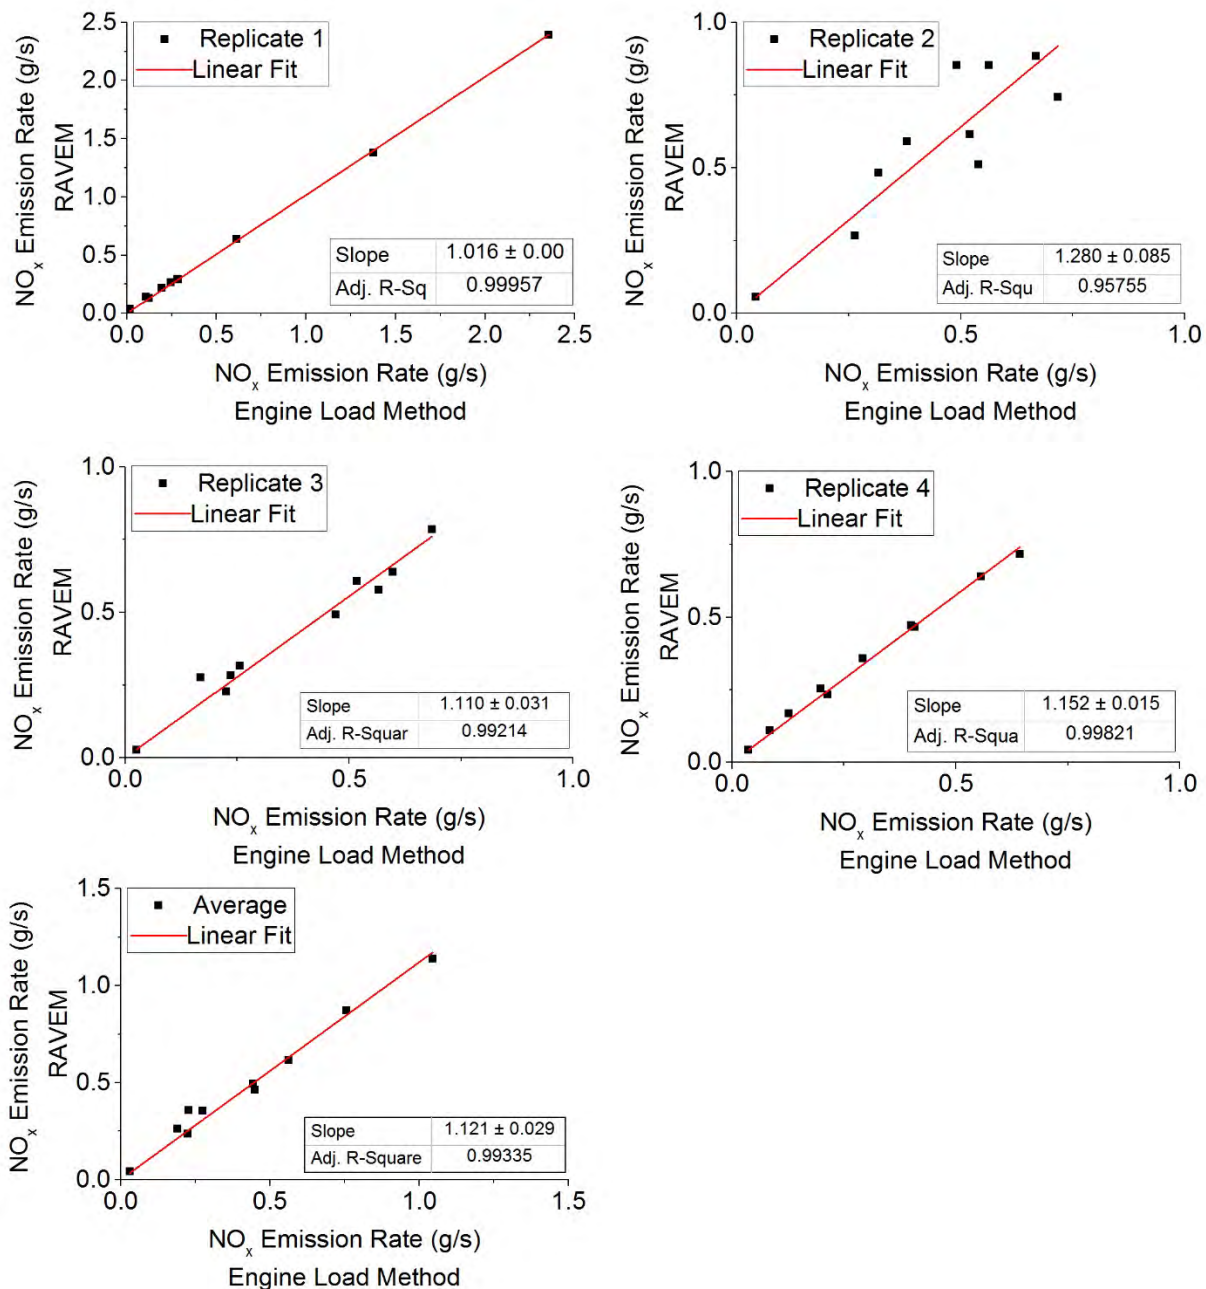 NOx Emission Rate (g/s)
RAVEM
2.5
2.0
1.5
1.0
0.5
0.0
Replicate 1
Linear Fit
Slope 1.016 ± 0.00
Adj. R-Sq 0.99957
0.0 0.5 1.0 1.5 2.0 2.5
NOx Emission Rate (g/s)
Engine Load Method
NOx Emission Rate (g/s)
RAVEM
1.0
0.5
0.0
Replicate 2
Linear Fit
Slope 1.280 ± 0.085
Adj. R-Squ 0.95755
0.0 0.5 1.0
NOx Emission Rate (g/s)
Engine Load Method
NOx Emission Rate (g/s)
RAVEM
1.0
0.5
0.0
Replicate 3
Linear Fit
Slope 1.110 ± 0.031
Adj. R-Squar 0.99214
0.0 0.5 1.0
NOx Emission Rate (g/s)
Engine Load Method
NOx Emission Rate (g/s)
RAVEM
1.0
0.5
0.0
Replicate 4
Linear Fit
Slope 1.152 ± 0.015
Adj. R-Squa 0.99821
0.0 0.5 1.0
NOx Emission Rate (g/s)
Engine Load Method
NOx Emission Rate (g/s)
RAVEM
1.5
1.0
0.5
0.0
Average
Linear Fit
Slope 1.121 ± 0.029
Adj. R-Square 0.99335
0.0 0.5 1.0 1.5
NOx Emission Rate (g/s)
Engine Load Method